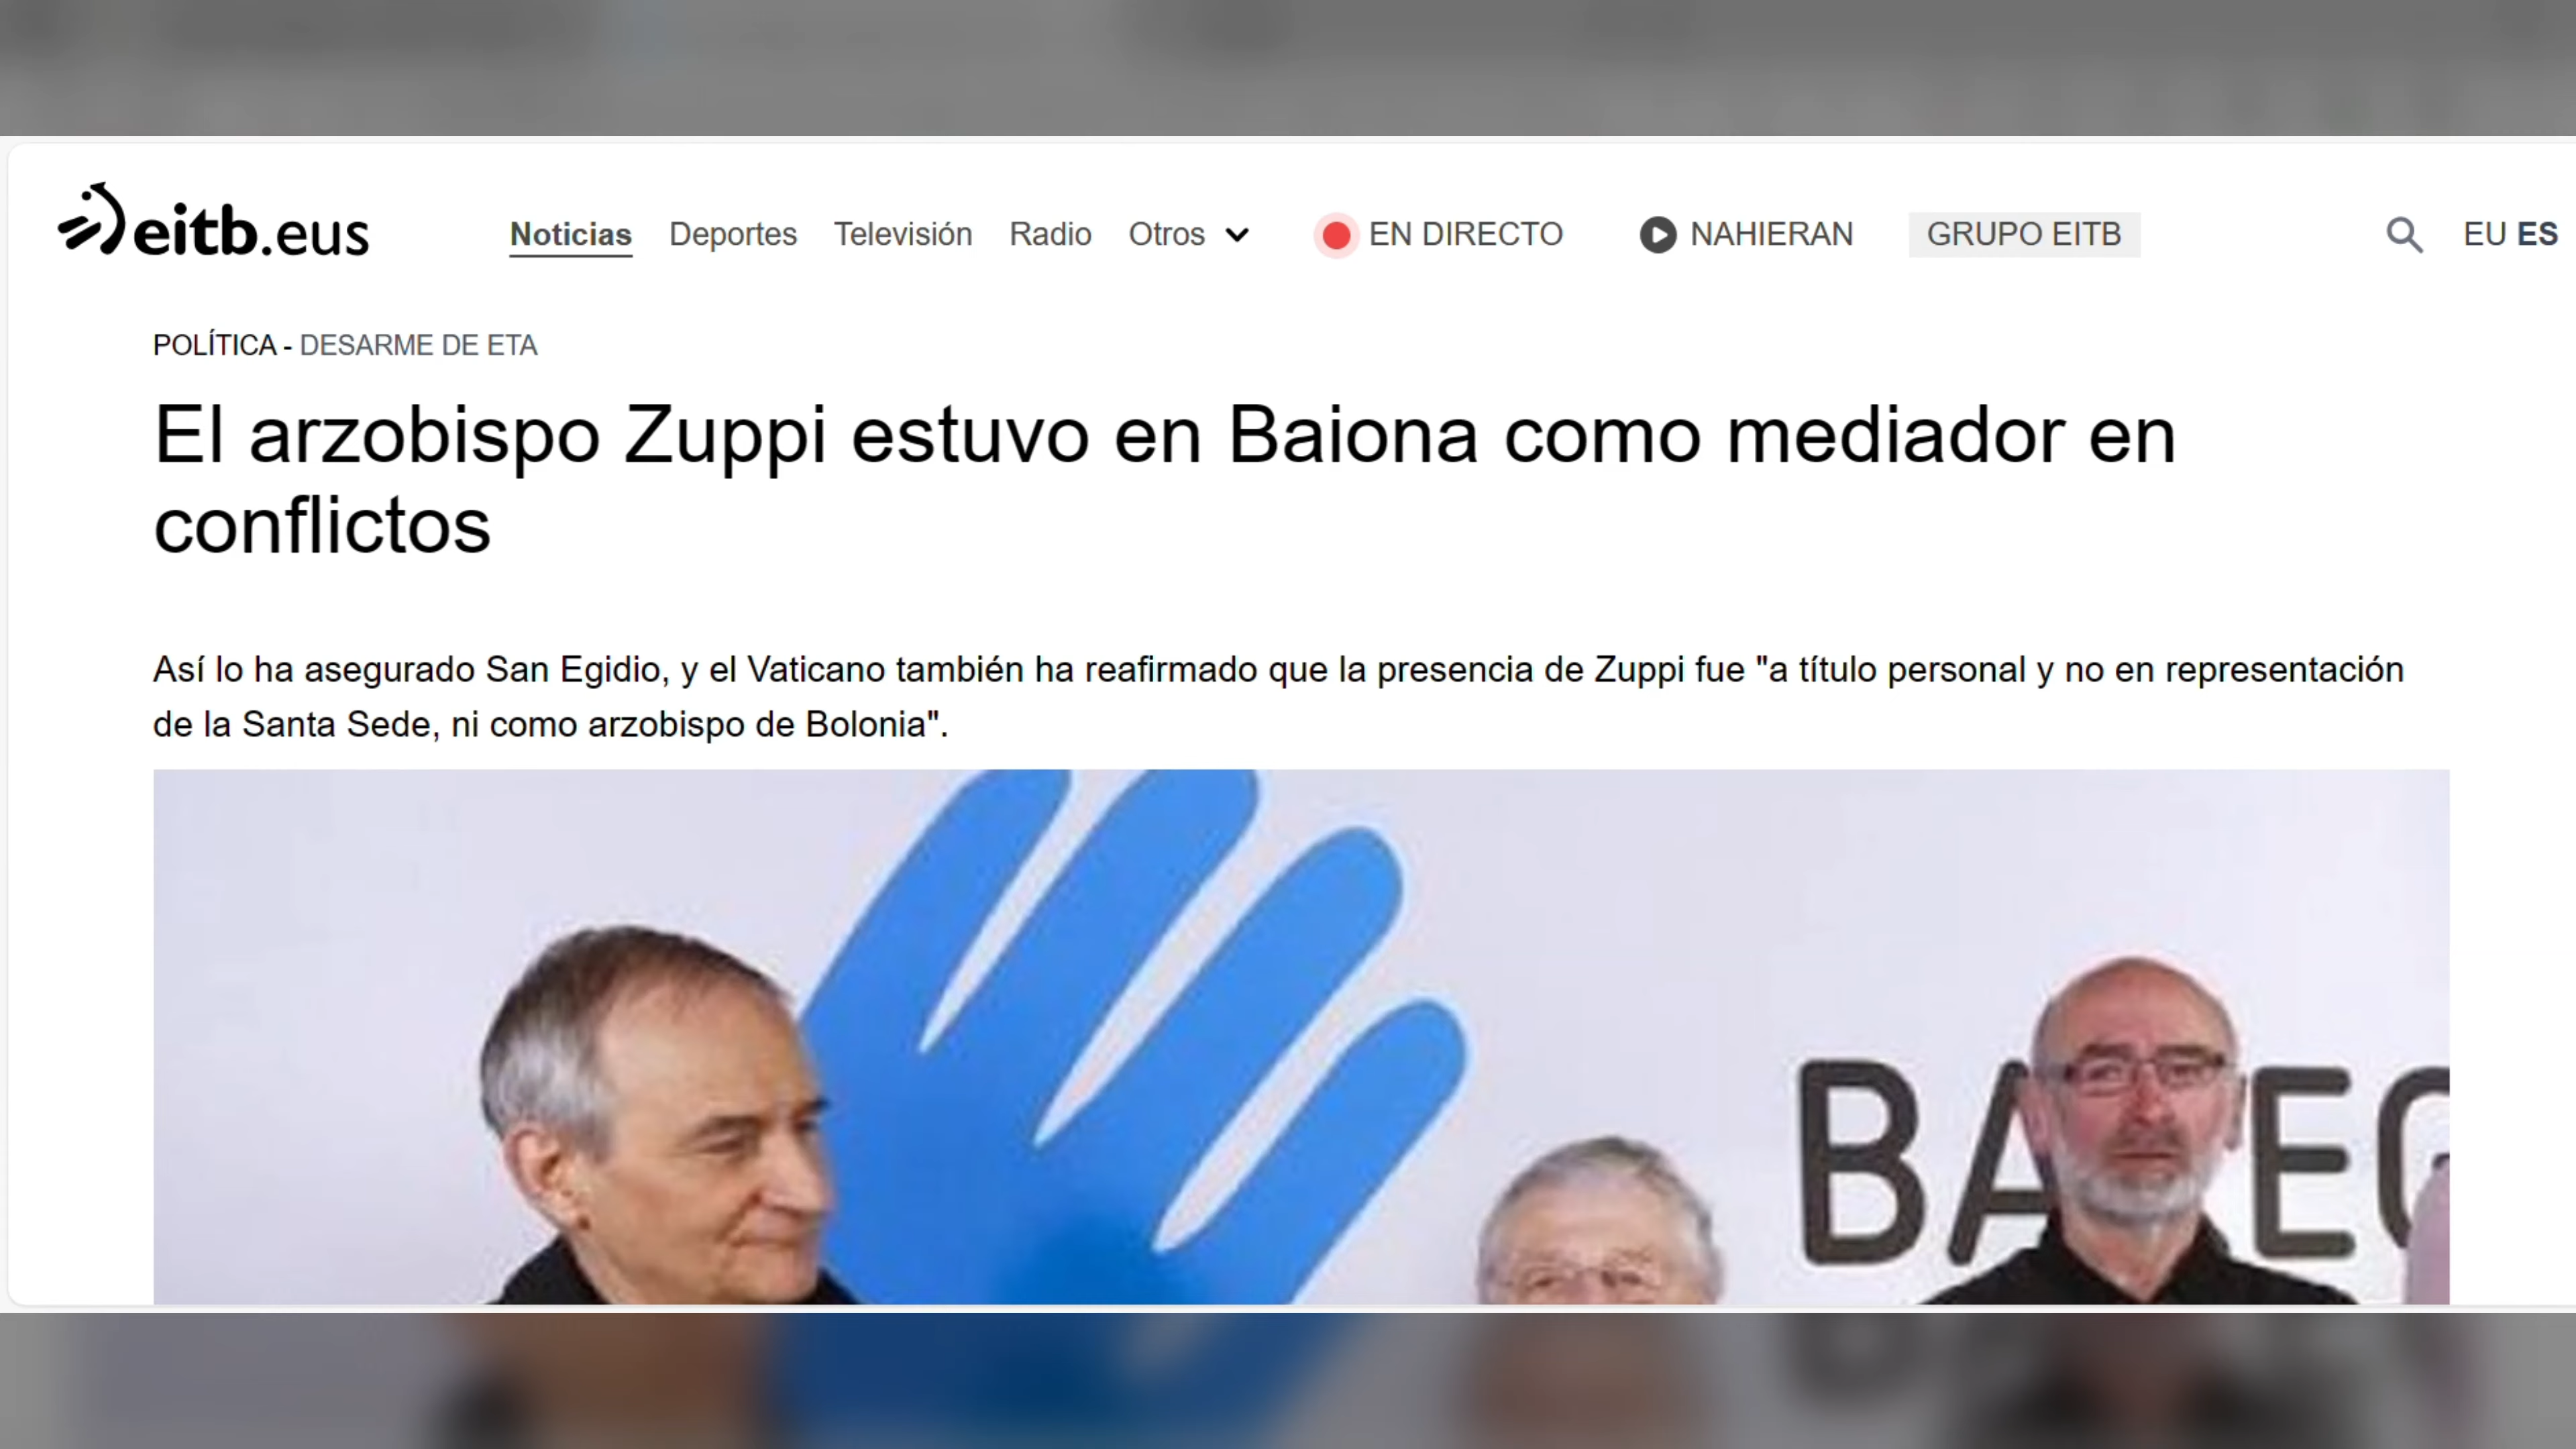 eitb.eus Noticias Deportes Televisión Radio Otros EN DIRECTO NAHIERAN GRUPO EITB EU ES
POLÍTICA - DESARME DE ETA
El arzobispo Zuppi estuvo en Baiona como mediador en
conflictos
Así lo ha asegurado San Egidio, y el Vaticano también ha reafirmado que la presencia de Zuppi fue "a título personal y no en representación
de la Santa Sede, ni como arzobispo de Bolonia".